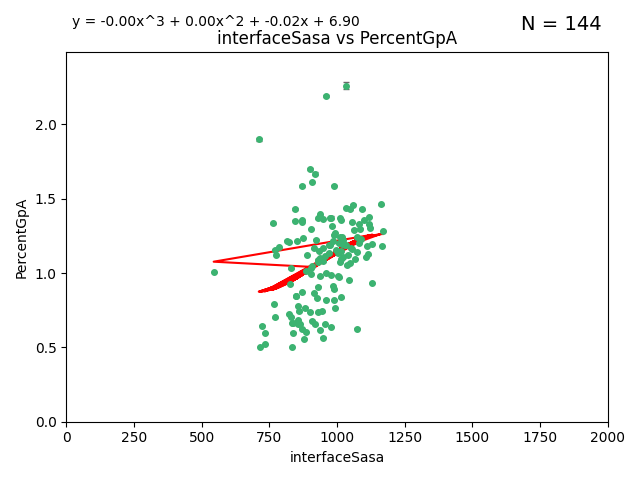 y = -0.00x^3 + 0.00x^2 + -0.02x + 6.90
N = 144
interfaceSasa vs PercentGpA
PercentGpA
2.0
1.5
1.0
0.5
0.0
0 250 500 750 1000 1250 1500 1750 2000
interfaceSasa